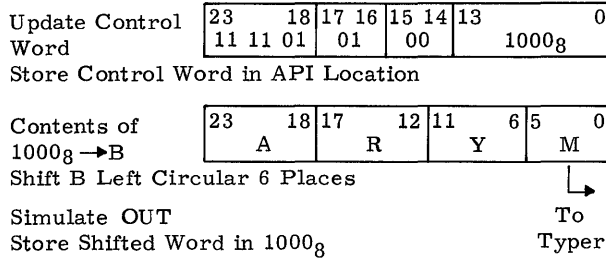 Update Control Word
23 18 17 16 15 14 13 0
11 11 01 01 00 1000₈
Store Control Word in API Location
Contents of 1000₈ → B
23 18 17 12 11 6 5 0
A R Y M
Shift B Left Circular 6 Places
Simulate OUT
Store Shifted Word in 1000₈
To Typer